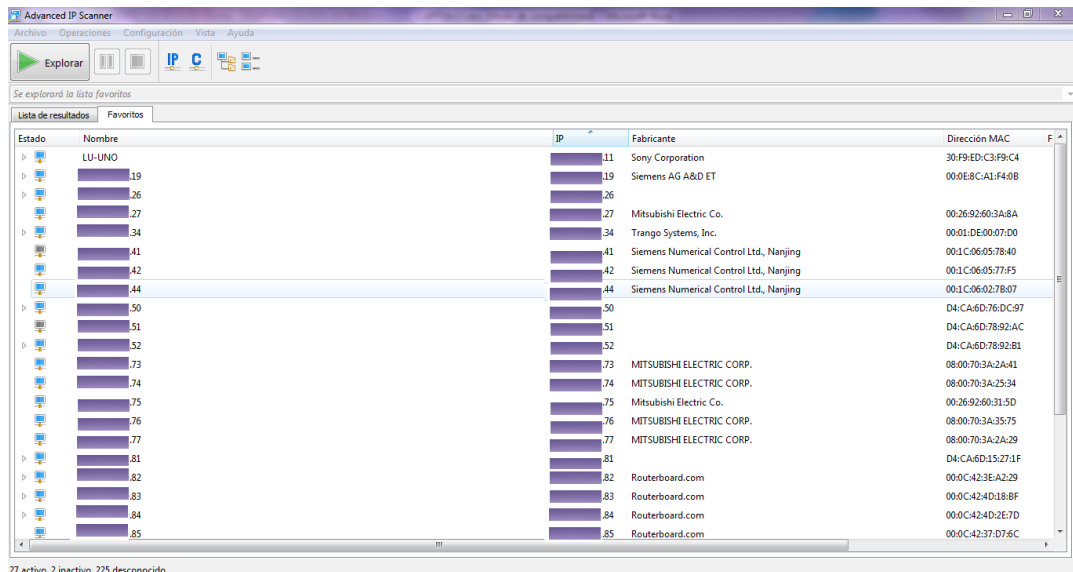 Advanced IP Scanner
Archivo Operaciones Configuración Vista Ayuda
Explorar IP C
Se explorará la lista favoritos
Lista de resultados Favoritos
Estado Nombre IP Fabricante Dirección MAC F
LU-UNO .11 Sony Corporation 30:F9:ED:C3:F9:C4
.19 .19 Siemens AG A&D ET 00:0E:8C:A1:F4:0B
.26 .26
.27 .27 Mitsubishi Electric Co. 00:26:92:60:3A:8A
.34 .34 Trango Systems, Inc. 00:01:DE:00:07:D0
.41 .41 Siemens Numerical Control Ltd., Nanjing 00:1C:06:05:78:40
.42 .42 Siemens Numerical Control Ltd., Nanjing 00:1C:06:05:77:F5
.44 .44 Siemens Numerical Control Ltd., Nanjing 00:1C:06:02:7B:07
.50 .50 D4:CA:6D:76:DC:97
.51 .51 D4:CA:6D:78:92:AC
.52 .52 D4:CA:6D:78:92:B1
.73 .73 MITSUBISHI ELECTRIC CORP. 08:00:70:3A:2A:41
.74 .74 MITSUBISHI ELECTRIC CORP. 08:00:70:3A:25:34
.75 .75 Mitsubishi Electric Co. 00:26:92:60:31:5D
.76 .76 MITSUBISHI ELECTRIC CORP. 08:00:70:3A:35:75
.77 .77 MITSUBISHI ELECTRIC CORP. 08:00:70:3A:2A:29
.81 .81 D4:CA:6D:15:27:1F
.82 .82 Routerboard.com 00:0C:42:3E:A2:29
.83 .83 Routerboard.com 00:0C:42:4D:18:BF
.84 .84 Routerboard.com 00:0C:42:4D:2E:7D
.85 .85 Routerboard.com 00:0C:42:37:D7:6C
27 activo, 2 inactivo, 225 desconocido